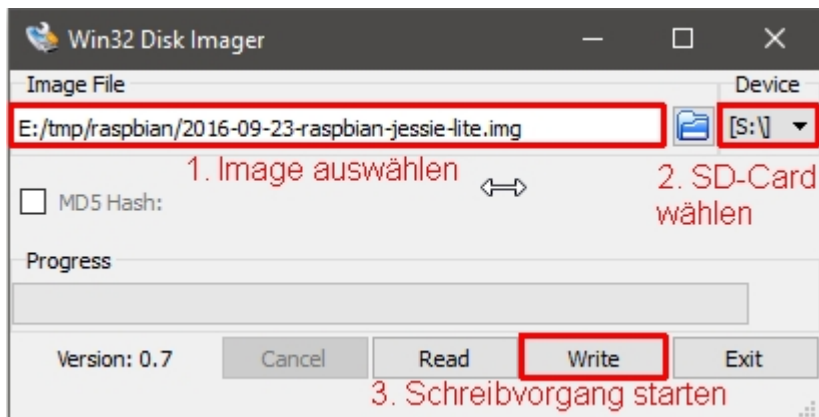 Win32 Disk Imager
Image File
Device
E:/tmp/raspbian/2016-09-23-raspbian-jessie-lite.img
[S:\]
1. Image auswählen
2. SD-Card
wählen
MD5 Hash:
Progress
Version: 0.7
Cancel
Read
Write
Exit
3. Schreibvorgang starten